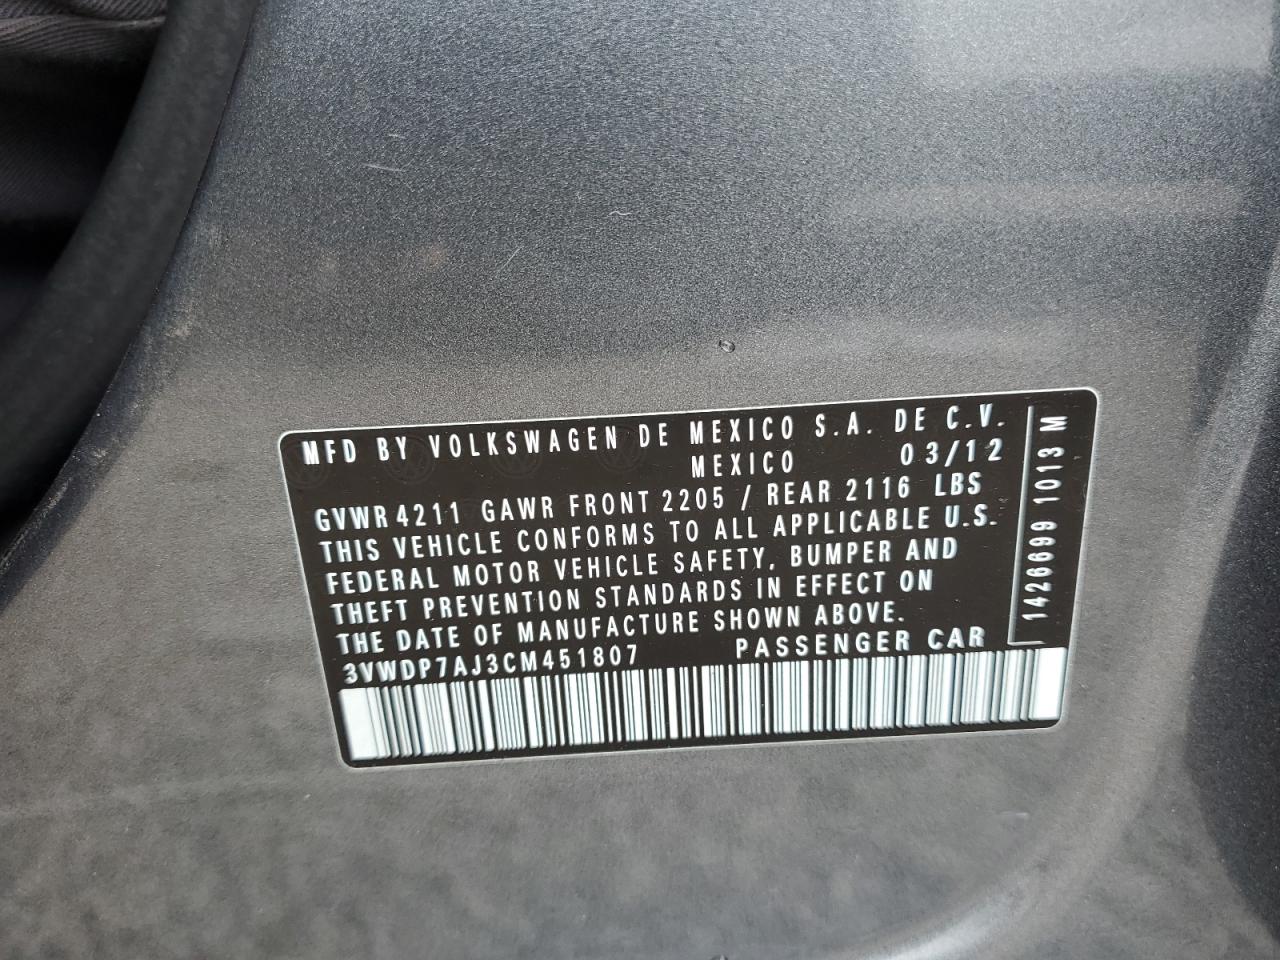 MFD BY VOLKSWAGEN DE MEXICO S.A. DE C.V.
MEXICO 03/12
GVWR 4211 GAWR FRONT 2205 / REAR 2116 LBS
THIS VEHICLE CONFORMS TO ALL APPLICABLE U.S.
FEDERAL MOTOR VEHICLE SAFETY, BUMPER AND
THEFT PREVENTION STANDARDS IN EFFECT ON
THE DATE OF MANUFACTURE SHOWN ABOVE.
3VWDP7AJ3CM451807 PASSENGER CAR
1426699 1013 M